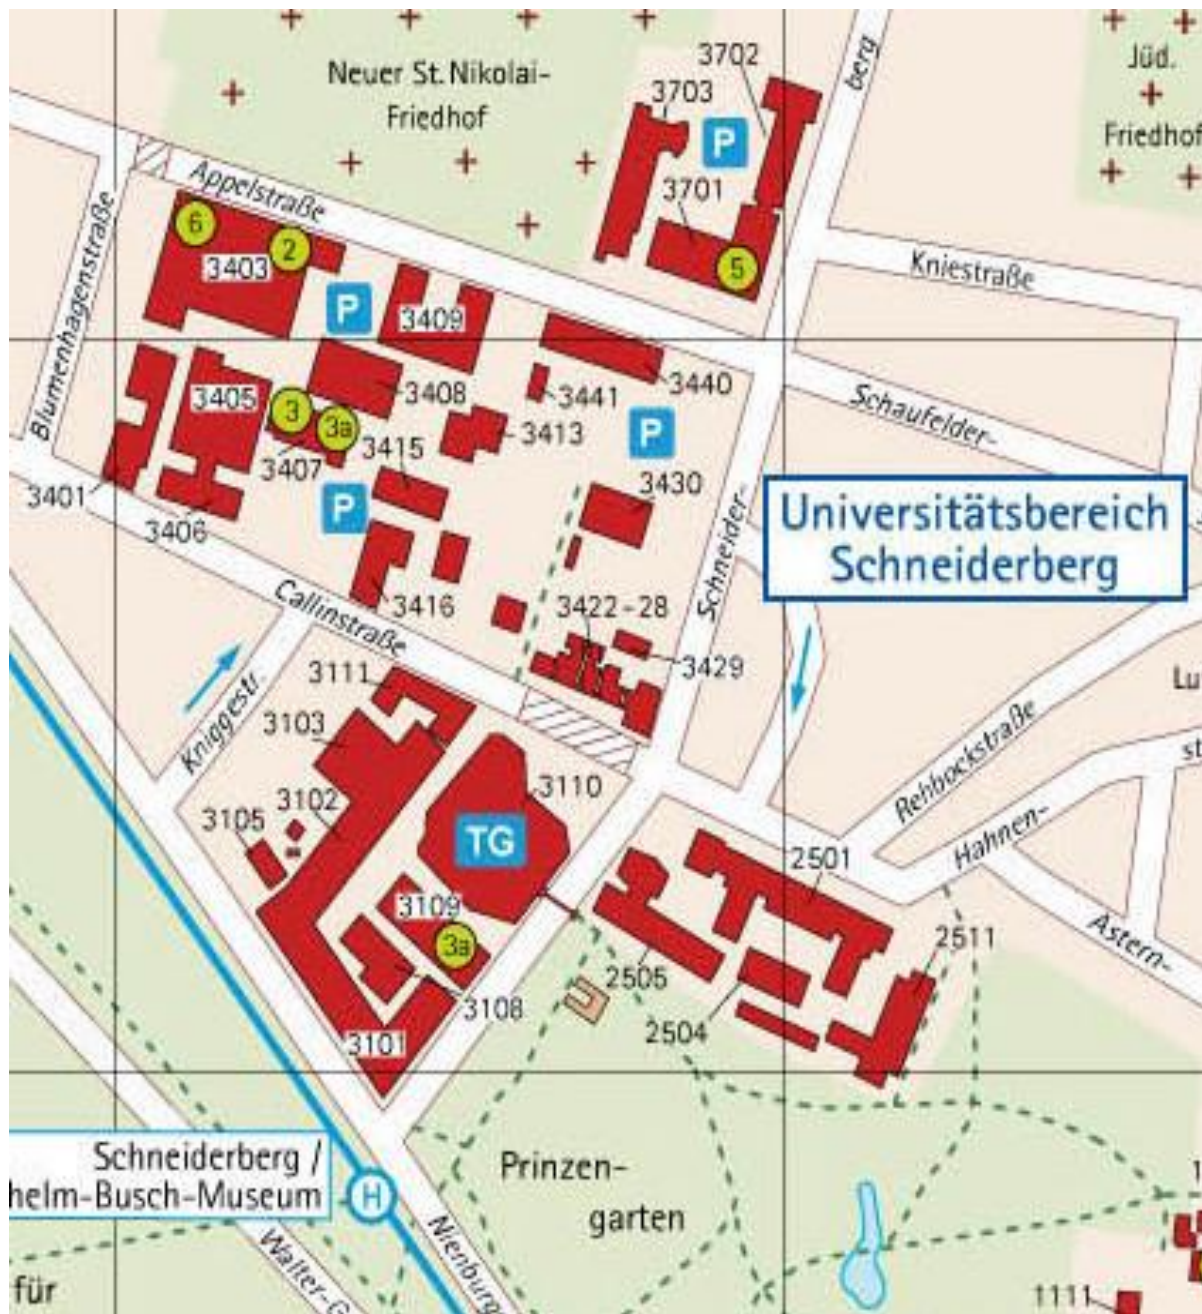 Neuer St. Nikolai-
Friedhof
3702
3703
P
berg
Jüd.
Friedhof
Appelstraße
3701
6
2
3403
5
Kniestraße
Blumenhagenstraße
P
3409
3440
3408
3441
Schaufelder-
3405
3
3a
3413
P
3407
3415
3430
3401
3406
P
Universitätsbereich
Schneiderberg
Schneider-
Callinstraße
3416
3422-28
3429
3111
Kniggestr.
3103
Lu
Rehbockstraße
st
3102
3105
3110
TG
Hahnen-
2501
3109
3a
2511
Astern-
2505
3108
2504
3101
Schneiderberg /
helm-Busch-Museum
H
Prinzen-
garten
Nienburg
Walter-G
für
1111